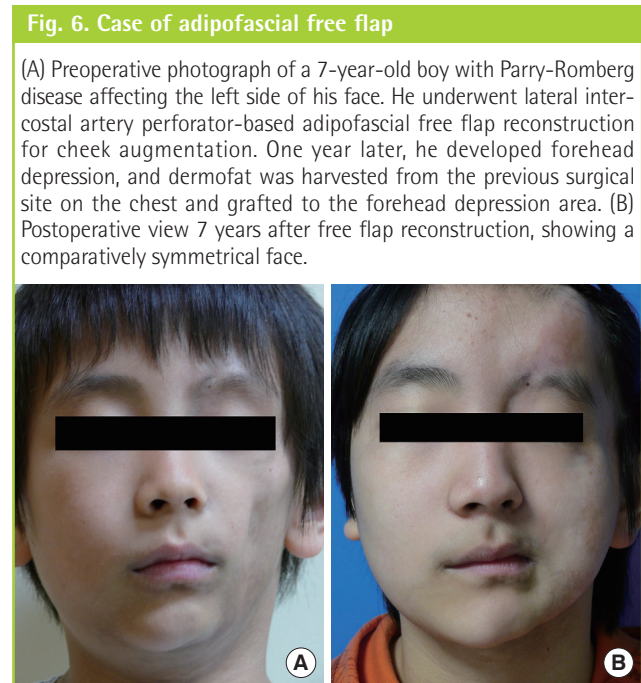 Fig. 6. Case of adipofascial free flap
(A) Preoperative photograph of a 7-year-old boy with Parry-Romberg
disease affecting the left side of his face. He underwent lateral inter-
costal artery perforator-based adipofascial free flap reconstruction
for cheek augmentation. One year later, he developed forehead
depression, and dermofat was harvested from the previous surgical
site on the chest and grafted to the forehead depression area. (B)
Postoperative view 7 years after free flap reconstruction, showing a
comparatively symmetrical face.
A
B